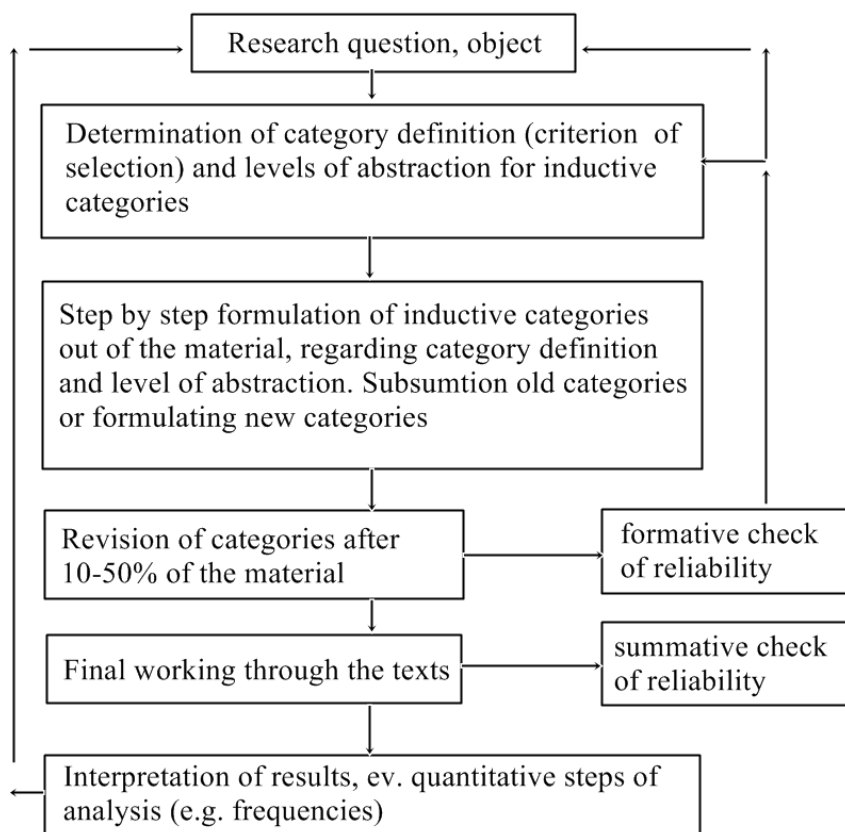 Research question, object
Determination of category definition (criterion of
selection) and levels of abstraction for inductive
categories
Step by step formulation of inductive categories
out of the material, regarding category definition
and level of abstraction. Subsumtion old categories
or formulating new categories
Revision of categories after
10-50% of the material
formative check
of reliability
Final working through the texts
summative check
of reliability
Interpretation of results, ev. quantitative steps of
analysis (e.g. frequencies)